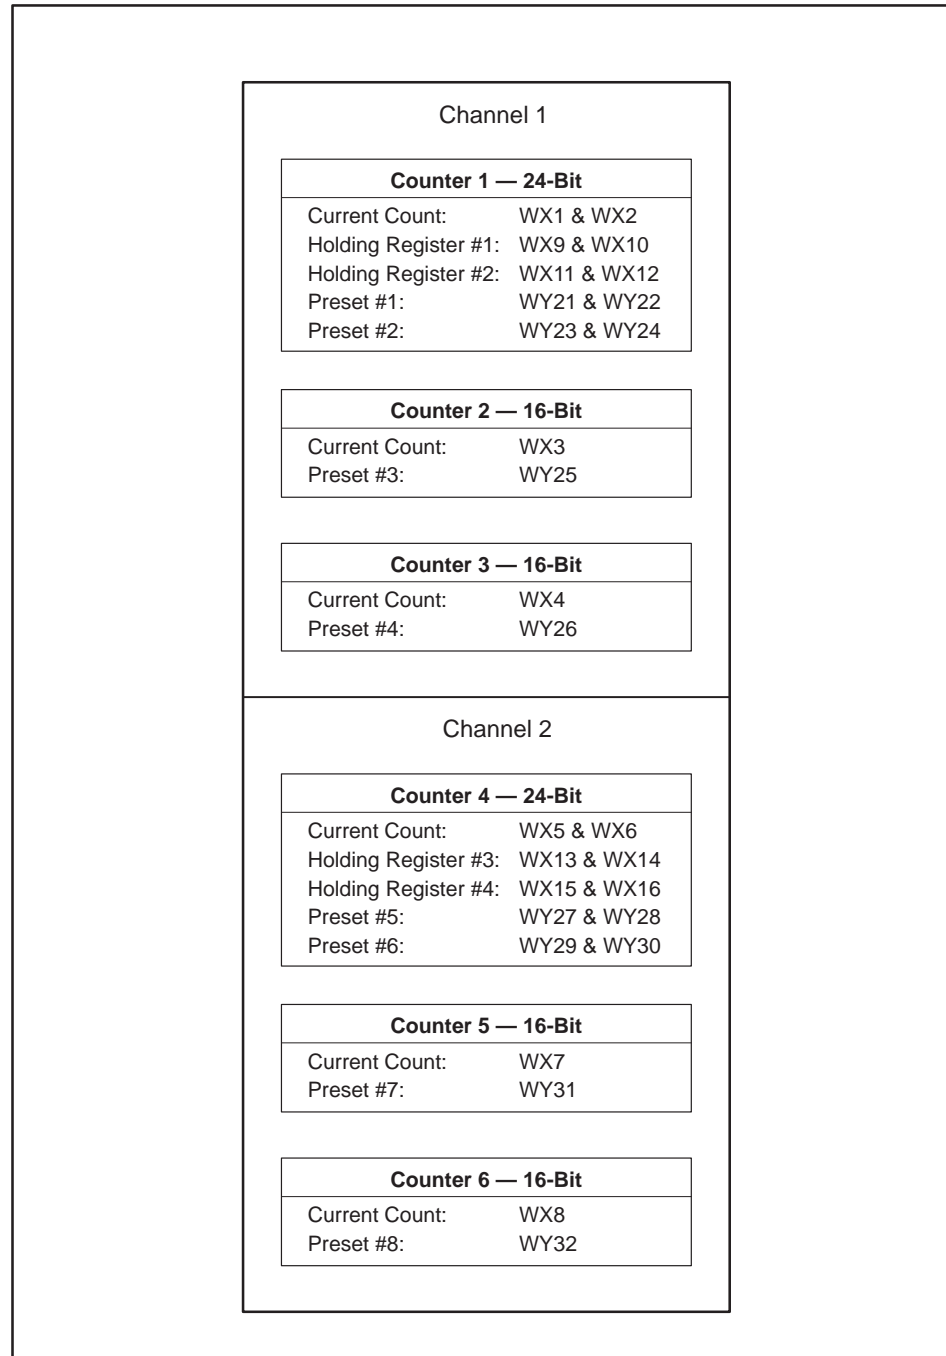 Channel 1
Counter 1 — 24-Bit
Current Count: WX1 & WX2
Holding Register #1: WX9 & WX10
Holding Register #2: WX11 & WX12
Preset #1: WY21 & WY22
Preset #2: WY23 & WY24
Counter 2 — 16-Bit
Current Count: WX3
Preset #3: WY25
Counter 3 — 16-Bit
Current Count: WX4
Preset #4: WY26
Channel 2
Counter 4 — 24-Bit
Current Count: WX5 & WX6
Holding Register #3: WX13 & WX14
Holding Register #4: WX15 & WX16
Preset #5: WY27 & WY28
Preset #6: WY29 & WY30
Counter 5 — 16-Bit
Current Count: WX7
Preset #7: WY31
Counter 6 — 16-Bit
Current Count: WX8
Preset #8: WY32